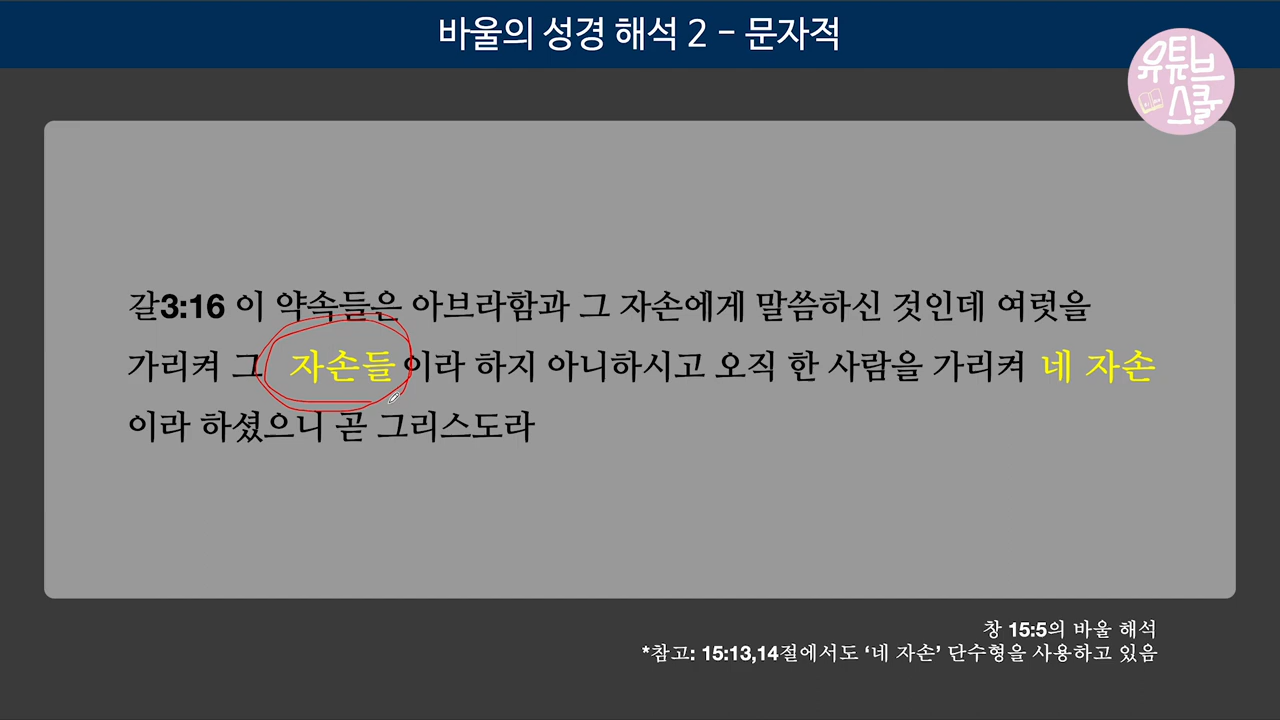 바울의 성경 해석 2 - 문자적
유튜브
스쿨
갈3:16 이 약속들은 아브라함과 그 자손에게 말씀하신 것인데 여럿을
가리켜 그 자손들이라 하지 아니하시고 오직 한 사람을 가리켜 네 자손
이라 하셨으니 곧 그리스도라
창 15:5의 바울 해석
*참고: 15:13,14절에서도 ‘네 자손’ 단수형을 사용하고 있음